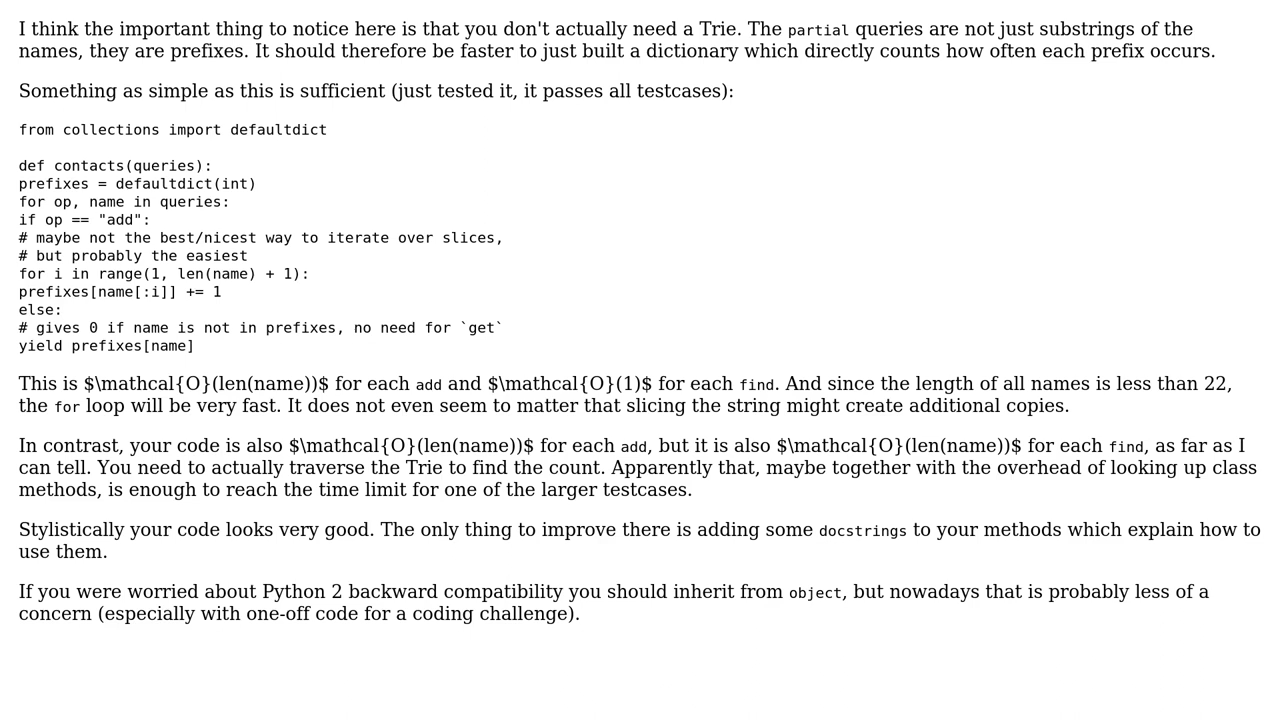 I think the important thing to notice here is that you don't actually need a Trie. The partial queries are not just substrings of the
names, they are prefixes. It should therefore be faster to just built a dictionary which directly counts how often each prefix occurs.
Something as simple as this is sufficient (just tested it, it passes all testcases):
from collections import defaultdict
def contacts(queries):
prefixes = defaultdict(int)
for op, name in queries:
if op == "add":
# maybe not the best/nicest way to iterate over slices,
# but probably the easiest
for i in range(1, len(name) + 1):
prefixes[name[:i]] += 1
else:
# gives 0 if name is not in prefixes, no need for `get`
yield prefixes[name]
This is $\mathcal{O}(len(name))$ for each add and $\mathcal{O}(1)$ for each find. And since the length of all names is less than 22,
the for loop will be very fast. It does not even seem to matter that slicing the string might create additional copies.
In contrast, your code is also $\mathcal{O}(len(name))$ for each add, but it is also $\mathcal{O}(len(name))$ for each find, as far as I
can tell. You need to actually traverse the Trie to find the count. Apparently that, maybe together with the overhead of looking up class
methods, is enough to reach the time limit for one of the larger testcases.
Stylistically your code looks very good. The only thing to improve there is adding some docstrings to your methods which explain how to
use them.
If you were worried about Python 2 backward compatibility you should inherit from object, but nowadays that is probably less of a
concern (especially with one-off code for a coding challenge).